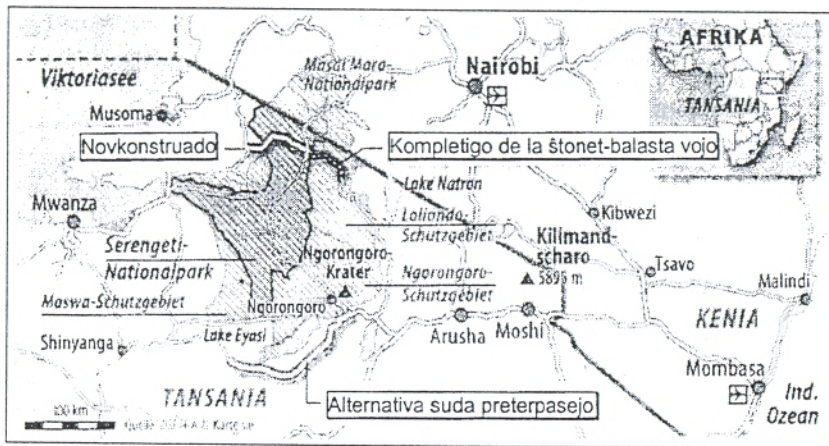 AFRIKA
TANSANIA
Masai Mara-
Nationalpark
Viktoriasee
Nairobi
Musoma
Novkonstruado
Kompletigo de la ŝtonet-balasta vojo
Lake Natron
Mwanza
Loliondo-
Schutzgebiet
Kibwezi
Serengeti-
Nationalpark
Ngorongoro-
Krater
Kilimand-
scharo
5895 m
Tsavo
Ngorongoro-
Schutzgebiet
Malindi
Maswa-Schutzgebiet
Ngorongoro
Lake Eyasi
Arusha
Moshi
KENIA
Shinyanga
Mombasa
TANSANIA
Alternativa suda preterpasejo
Ind.
Ozean
100 km